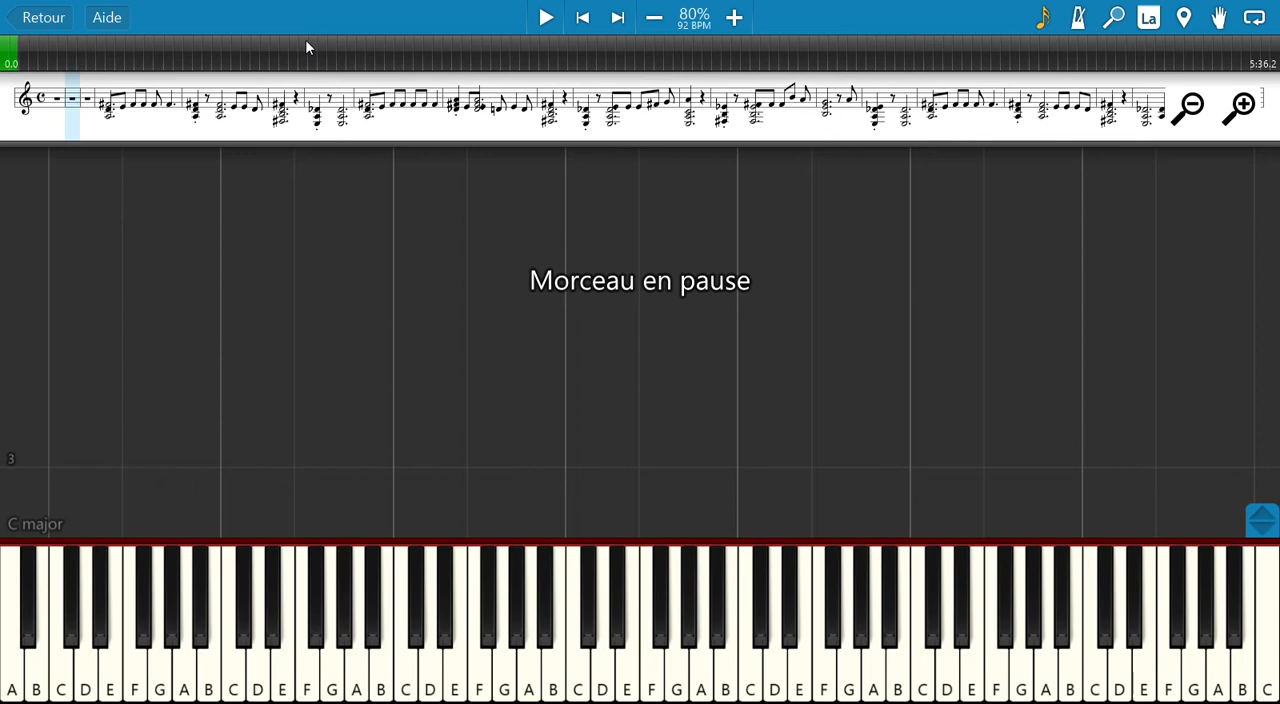 Retour Aide 80% La
92 BPM
0.0 5:36.2
Morceau en pause
3
C major
A B C D E F G A B C D E F G A B C D E F G A B C D E F G A B C D E F G A B C D E F G A B C D E F G A B C